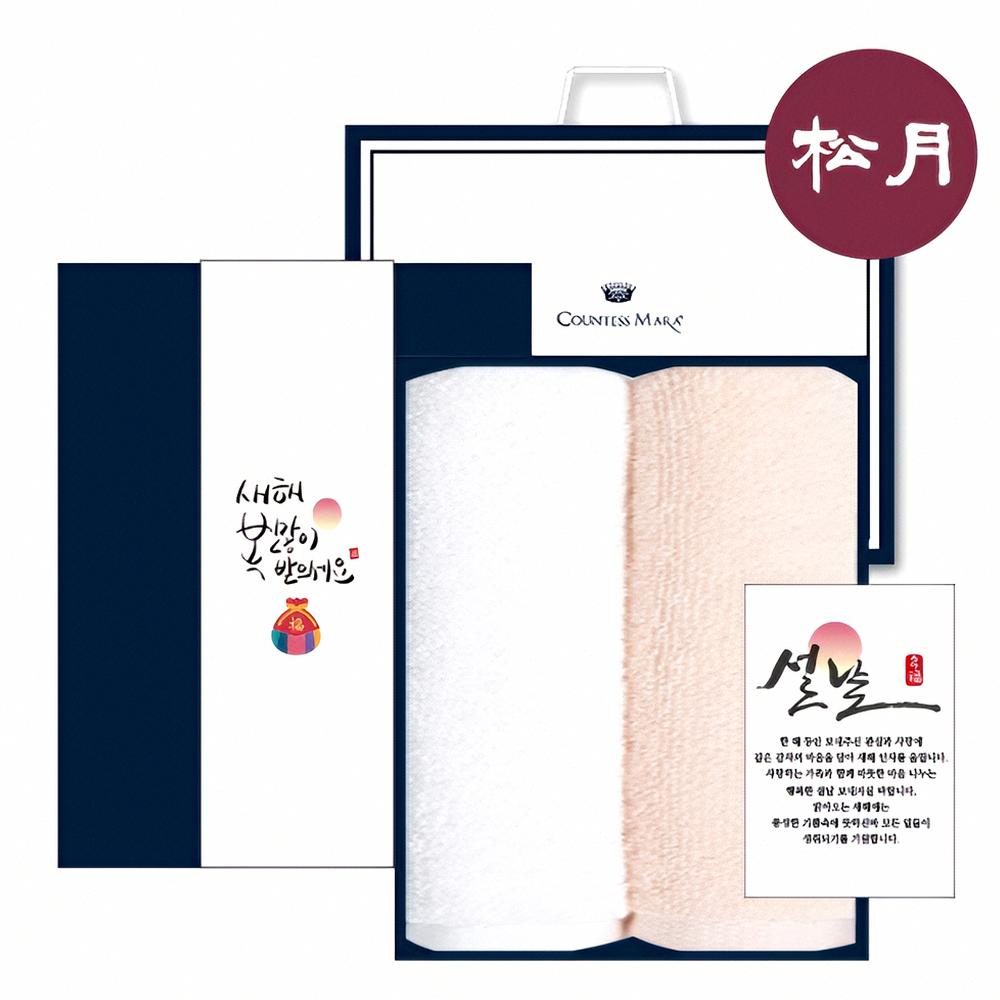 松月
COUNTESS MARA
새해
복 많이
받으세요
福
설날
한 해 동안 보내주신 관심과 사랑에
깊은 감사의 마음을 담아 새해 인사를 올립니다.
사랑하는 가족과 함께 따뜻한 마음 나누는
행복한 설날 보내시길 바랍니다.
밝아오는 새해에는
풍성한 기쁨속에 뜻하신바 모든 일들이
성취되기를 기원합니다.